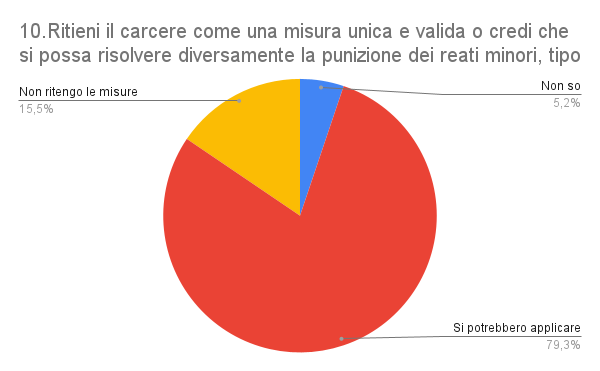 10.Ritieni il carcere come una misura unica e valida o credi che
si possa risolvere diversamente la punizione dei reati minori, tipo
Non ritengo le misure
15,5%
Non so
5,2%
Si potrebbero applicare
79,3%